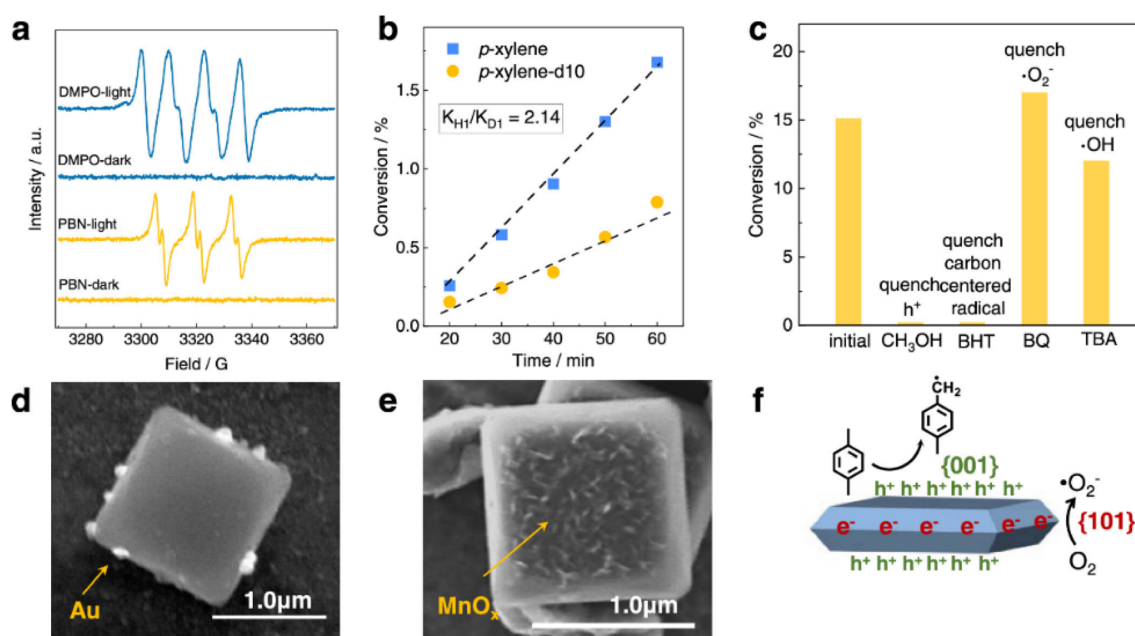 a
DMPO-light
DMPO-dark
PBN-light
PBN-dark
Intensity / a.u.
3280 3300 3320 3340 3360
Field / G
b
p-xylene
p-xylene-d10
K_H1/K_D1 = 2.14
Conversion / %
1.5
1.0
0.5
0.0
20 30 40 50 60
Time / min
c
Conversion / %
20
15
10
5
0
quench
·O₂⁻
quench
·OH
quench
h⁺
quench
carbon
centered
radical
initial CH₃OH BHT BQ TBA
d
Au
1.0μm
e
MnOₓ
1.0μm
f
ĊH₂
{001}
h⁺ h⁺ h⁺ h⁺ h⁺ h⁺
·O₂⁻
e⁻ e⁻ e⁻ e⁻ e⁻ e⁻
{101}
h⁺ h⁺ h⁺ h⁺ h⁺ h⁺
O₂